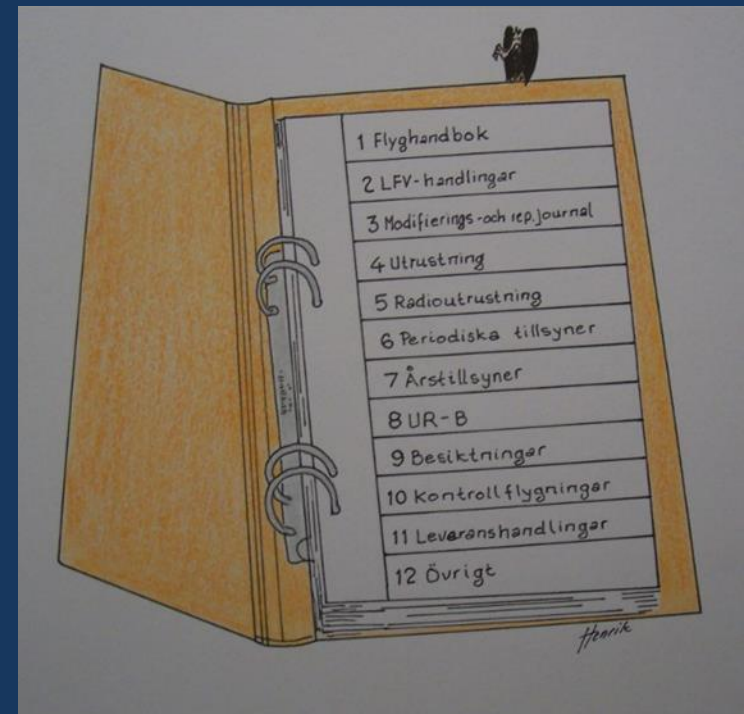 1 Flyghandbok
2 LFV-handlingar
3 Modifierings-och rep.journal
4 Utrustning
5 Radioutrustning
6 Periodiska tillsyner
7 Årstillsyner
8 UR-B
9 Besiktningar
10 Kontrollflygningar
11 Leveranshandlingar
12 Övrigt
Henrik